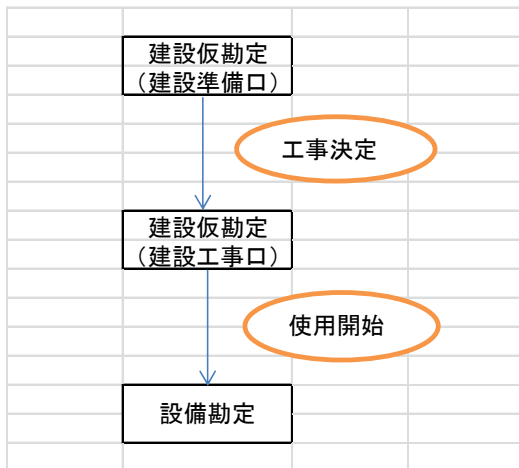 建設仮勘定
（建設準備口）
工事決定
建設仮勘定
（建設工事口）
使用開始
設備勘定